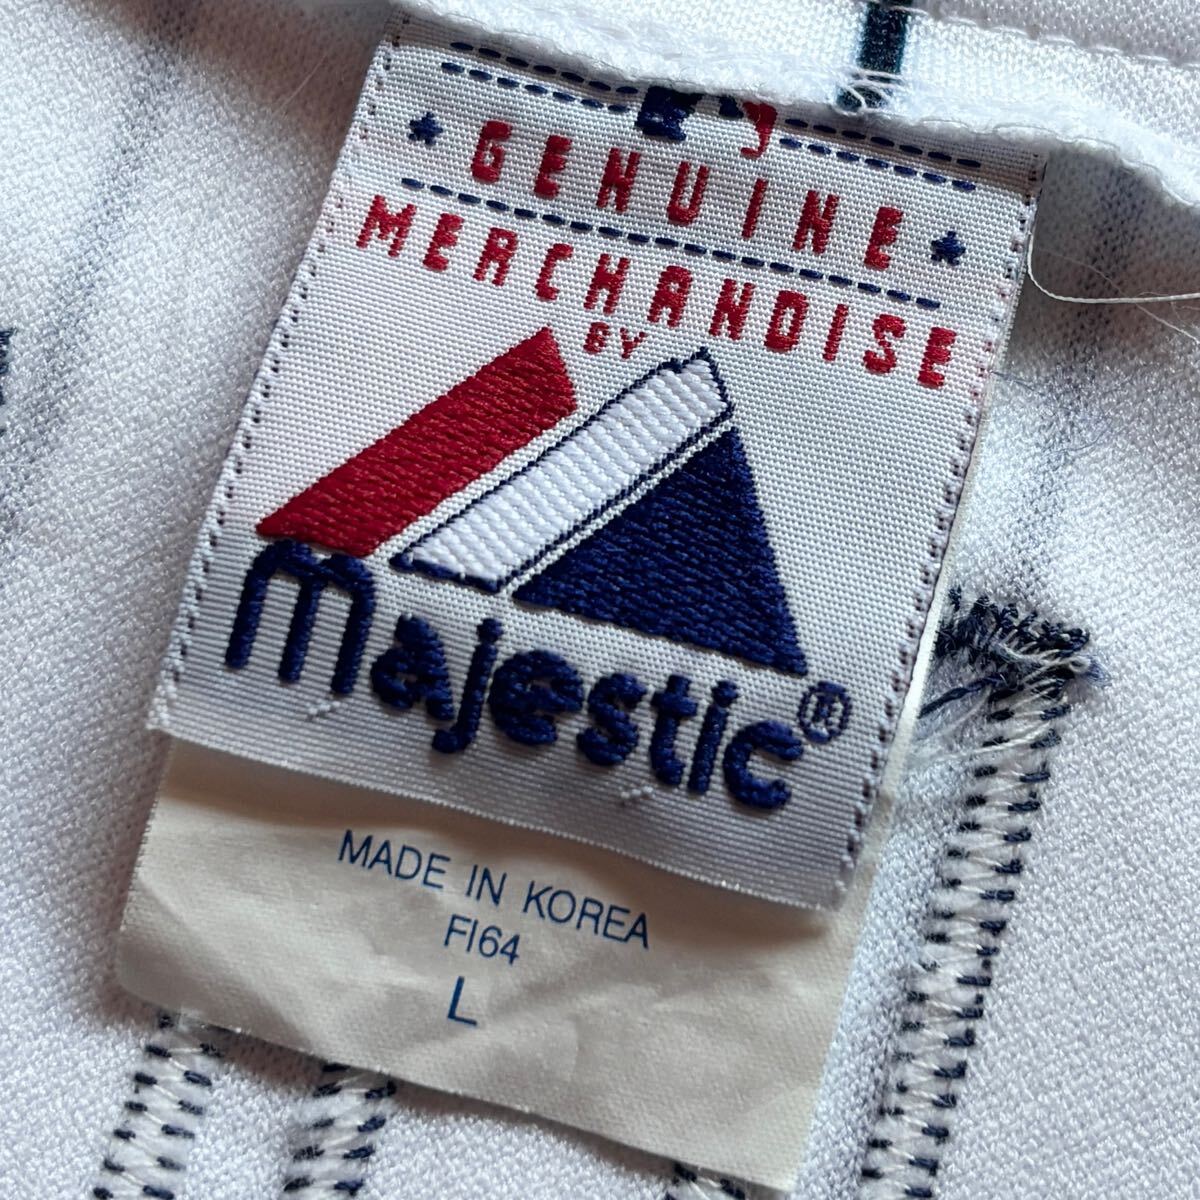 GENUINE
MERCHANDISE
BY
majestic®
MADE IN KOREA
FI64
L